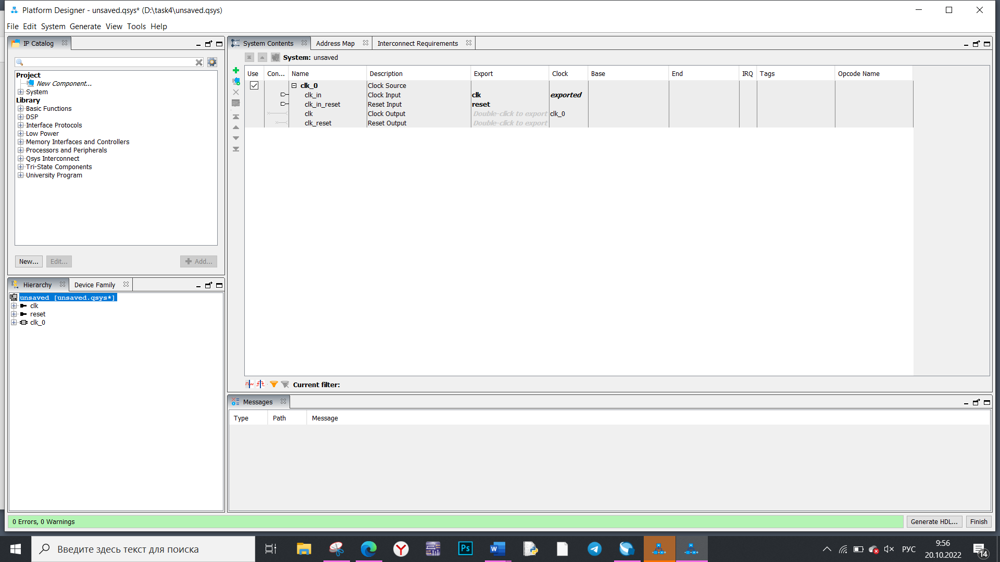 Platform Designer - unsaved.qsys* (D:\task4\unsaved.qsys)
File Edit System Generate View Tools Help
IP Catalog
Project
New Component...
System
Library
Basic Functions
DSP
Interface Protocols
Low Power
Memory Interfaces and Controllers
Processors and Peripherals
Qsys Interconnect
Tri-State Components
University Program
New... Edit... Add...
Hierarchy Device Family
unsaved [unsaved.qsys*]
clk
reset
clk_0
System Contents Address Map Interconnect Requirements
System: unsaved
Use Con... Name Description Export Clock Base End IRQ Tags Opcode Name
clk_0 Clock Source
clk_in Clock Input clk exported
clk_in_reset Reset Input reset
clk Clock Output Double-click to export clk_0
clk_reset Reset Output Double-click to export
Current filter:
Messages
Type Path Message
0 Errors, 0 Warnings Generate HDL... Finish
Введите здесь текст для поиска
Ps
РУС
9:56
20.10.2022
14